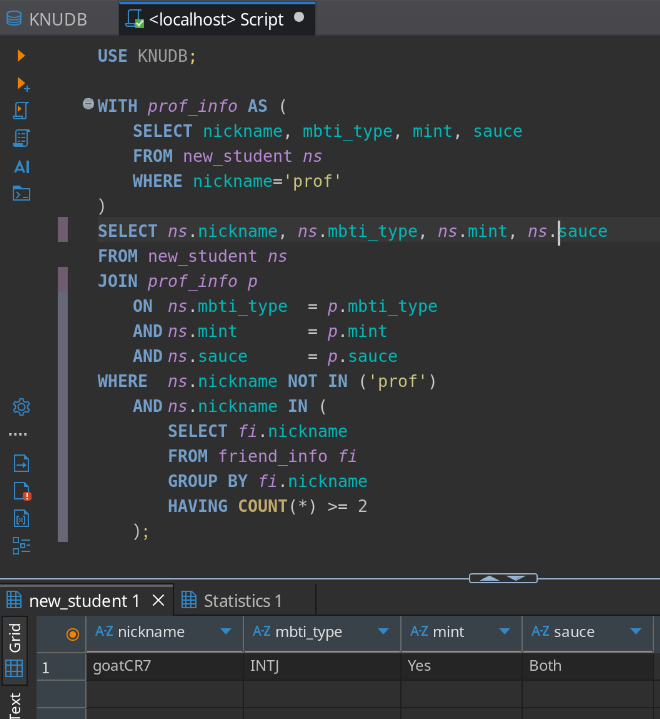 KNUDB
<localhost> Script
USE KNUDB;
WITH prof_info AS (
SELECT nickname, mbti_type, mint, sauce
FROM new_student ns
WHERE nickname='prof'
)
SELECT ns.nickname, ns.mbti_type, ns.mint, ns.sauce
FROM new_student ns
JOIN prof_info p
ON ns.mbti_type = p.mbti_type
AND ns.mint = p.mint
AND ns.sauce = p.sauce
WHERE ns.nickname NOT IN ('prof')
AND ns.nickname IN (
SELECT fi.nickname
FROM friend_info fi
GROUP BY fi.nickname
HAVING COUNT(*) >= 2
);
AI
new_student 1
Statistics 1
Grid
Text
A-Z nickname A-Z mbti_type A-Z mint A-Z sauce
1 goatCR7 INTJ Yes Both